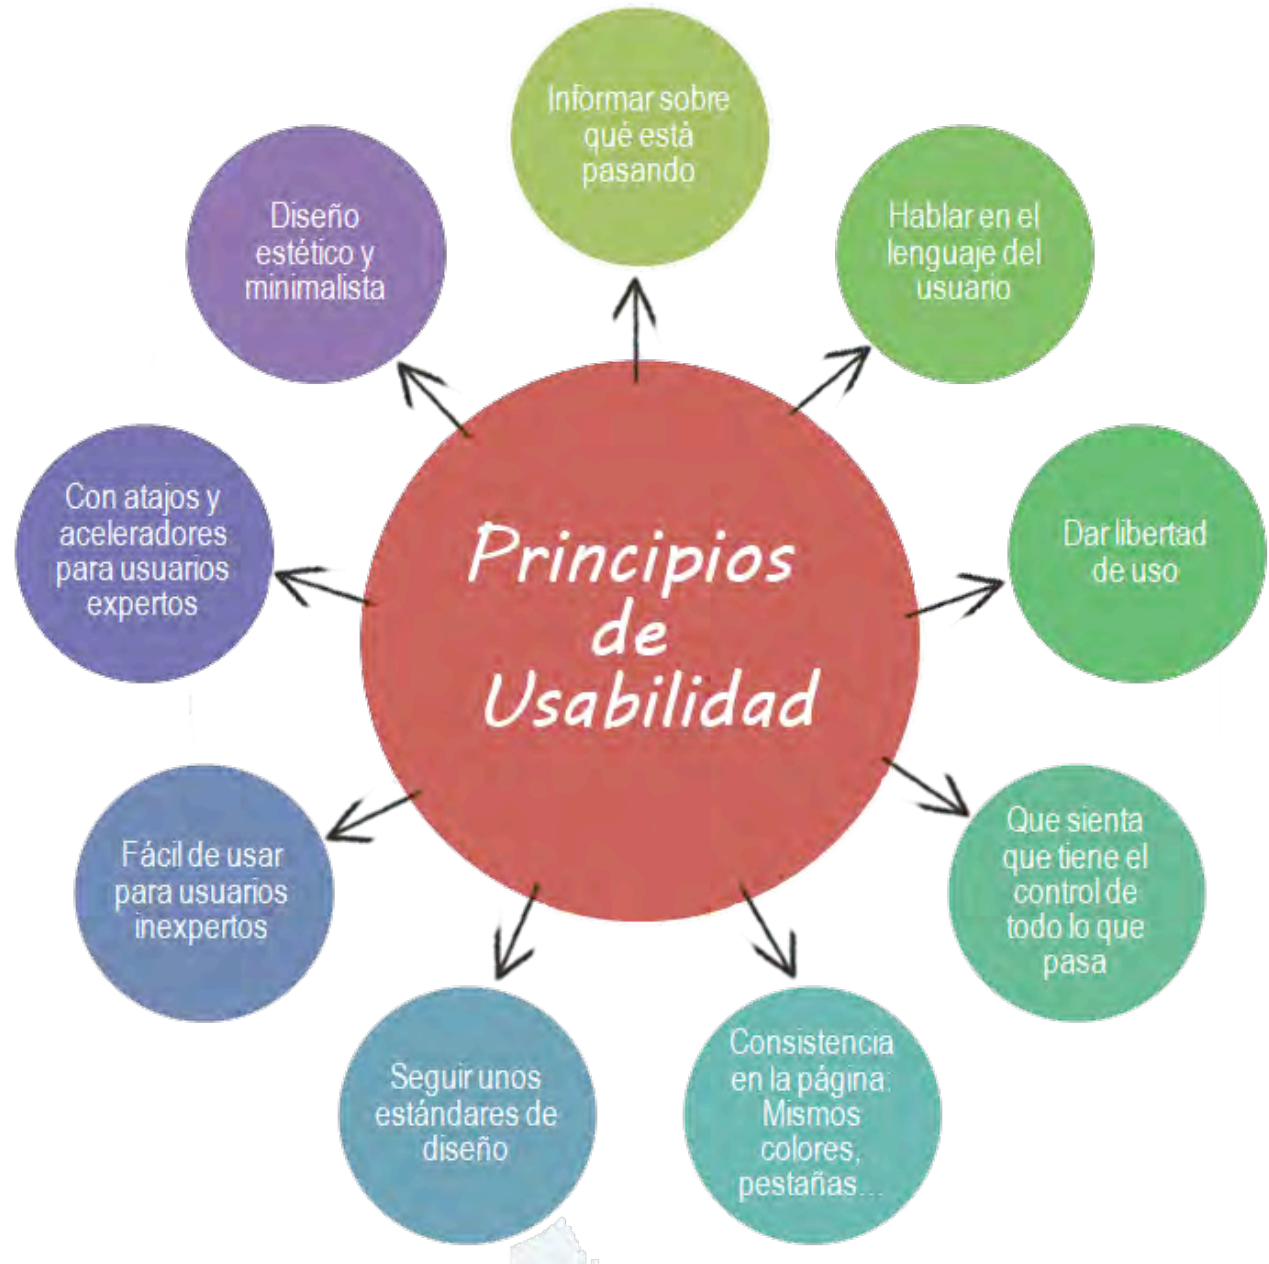 Informar sobre
qué está
pasando
Hablar en el
lenguaje del
usuario
Dar libertad
de uso
Que sienta
que tiene el
control de
todo lo que
pasa
Consistencia
en la página:
Mismos
colores,
pestañas...
Seguir unos
estándares de
diseño
Fácil de usar
para usuarios
inexpertos
Con atajos y
aceleradores
para usuarios
expertos
Diseño
estético y
minimalista
Principios
de
Usabilidad